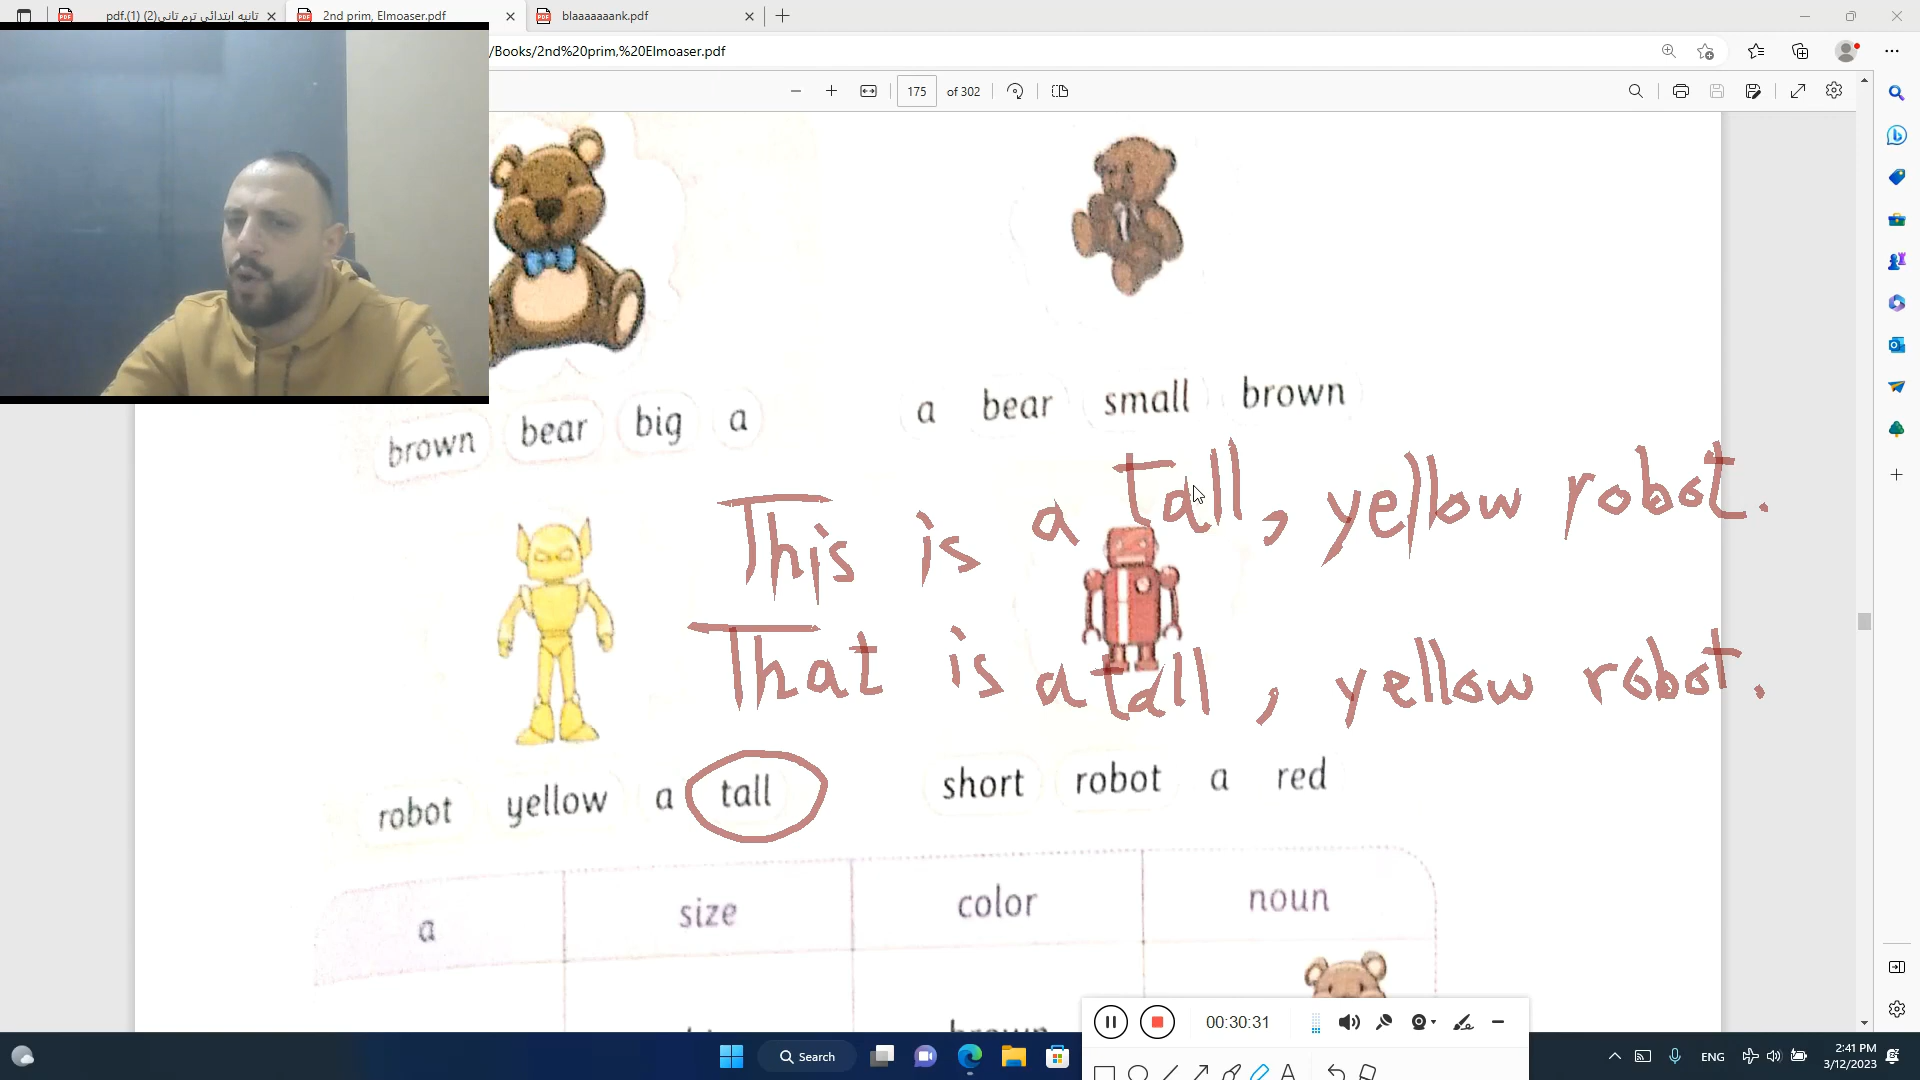 تانيه ابتدائي ترم تاني(2) (1).pdf
2nd prim, Elmoaser.pdf
blaaaaaaank.pdf
/Books/2nd%20prim,%20Elmoaser.pdf
175 of 302
brown bear big a
a bear small brown
This is a tall, yellow robot.
That is a tall, yellow robot.
robot yellow a tall
short robot a red
a size color noun
brown
00:30:31
Search
ENG
2:41 PM
3/12/2023